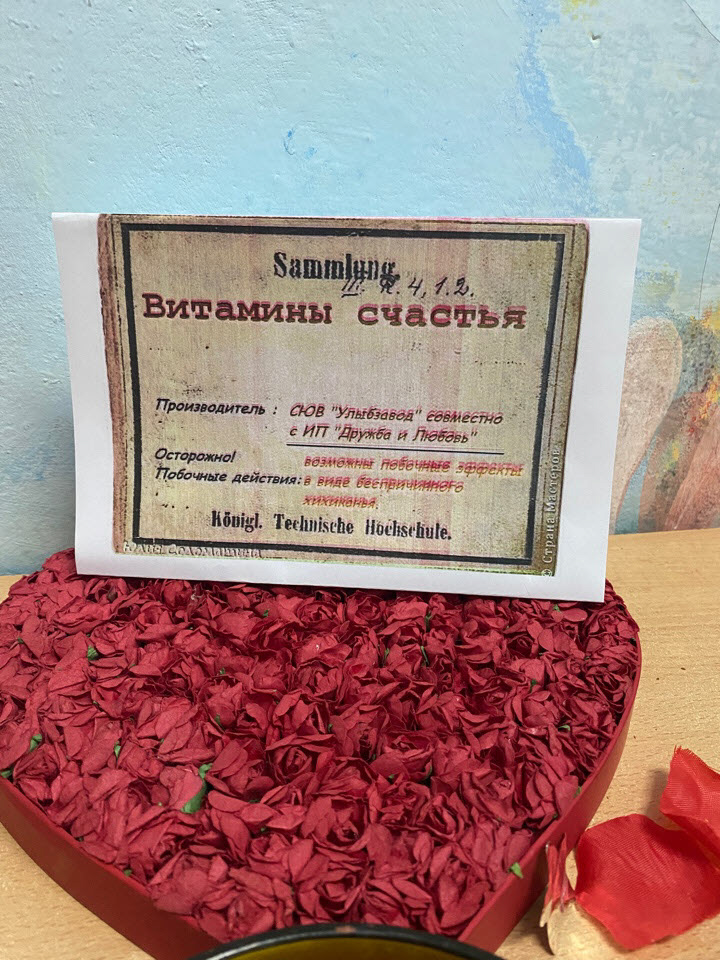 Sammlung
III. K. 4, 1. 2.
Витамины счастья
Производитель : СЮВ "Улыбзавод" совместно
с ИП "Дружба и Любовь"
Осторожно!
Побочные действия: возможны побочные эффекты
в виде беспричинного
хихиканья.
Königl. Technische Hochschule.
© Страна Мастеров